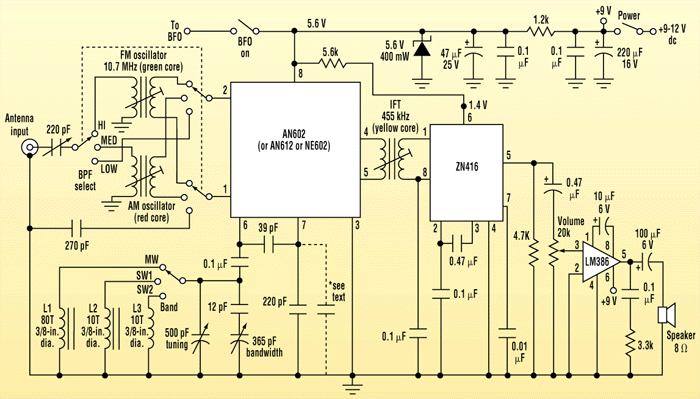 To
BFO
BFO
on
5.6 V
+9 V
Power
+9-12 V
dc
1.2k
FM oscillator
10.7 MHz (green core)
5.6k
5.6 V
400 mW
+
47 µF
25 V
0.1
µF
0.1
µF
+
220 µF
16 V
8
1.4 V
6
Antenna
input
220 pF
HI
MED
LOW
BPF
select
2
1
AN602
(or AN612 or NE602)
IFT
455 kHz
(yellow core)
4
5
1
8
ZN416
5
7
AM oscillator
(red core)
270 pF
6
7
3
2
3
4
39 pF
0.1 µF
0.47 µF
0.47
µF
+
10 µF
6 V
+
Volume
20k
100 µF
6 V
+
4.7K
3
1
8
LM386
5
2
4
6
+9 V
0.1
µF
3.3k
Speaker
8 Ω
MW
SW1
SW2
Band
L1
80T
3/8-in.
dia.
L2
10T
3/8-in.
dia.
L3
10T
3/8-in.
dia.
500 pF
tuning
12 pF
365 pF
bandwidth
220 pF
*see
text
0.1 µF
0.1 µF
0.01
µF